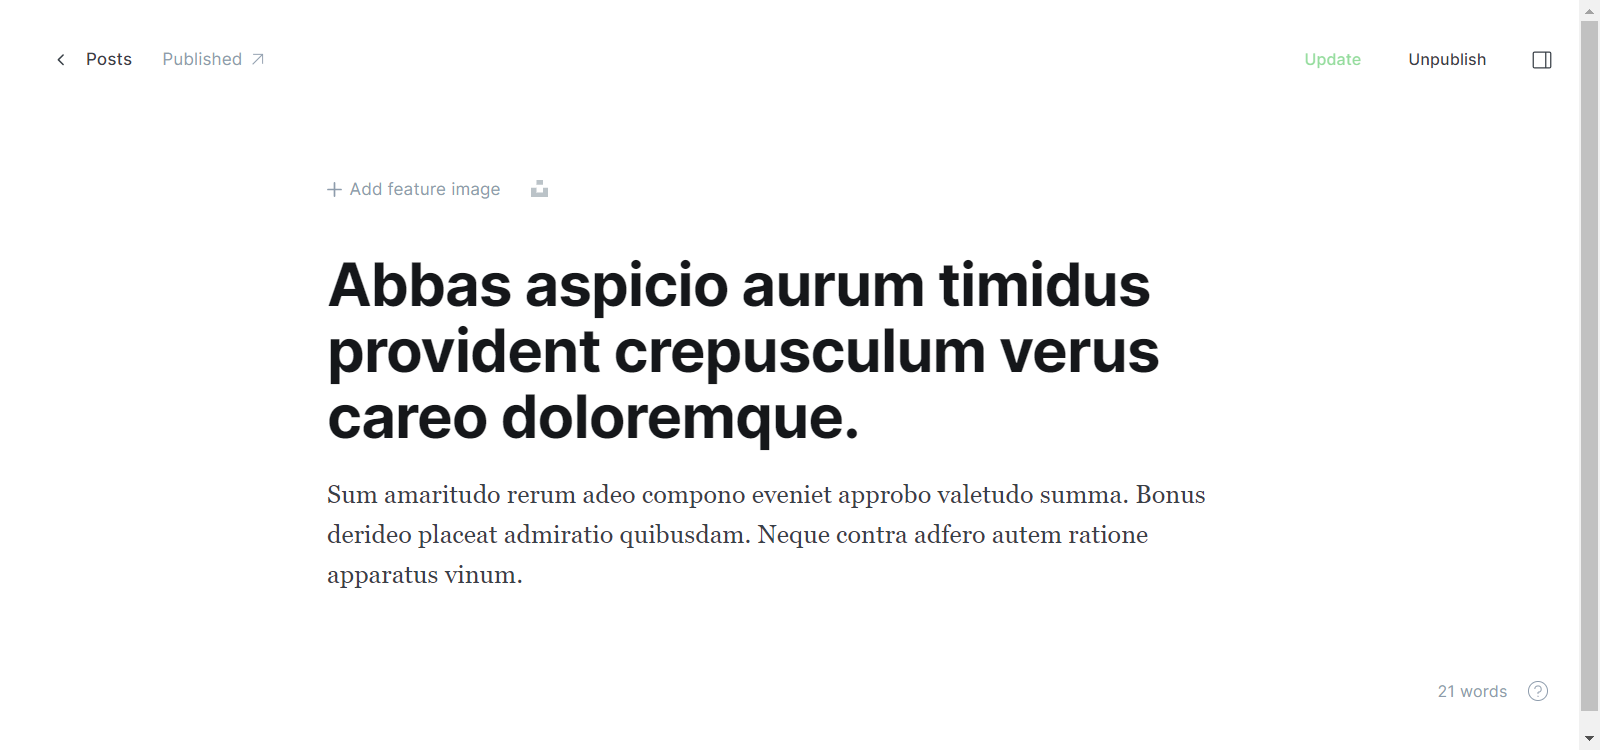 Posts Published Update Unpublish
Add feature image
Abbas aspicio aurum timidus
provident crepusculum verus
careo doloremque.
Sum amaritudo rerum adeo compono eveniet approbo valetudo summa. Bonus
derideo placeat admiratio quibusdam. Neque contra adfero autem ratione
apparatus vinum.
21 words ?